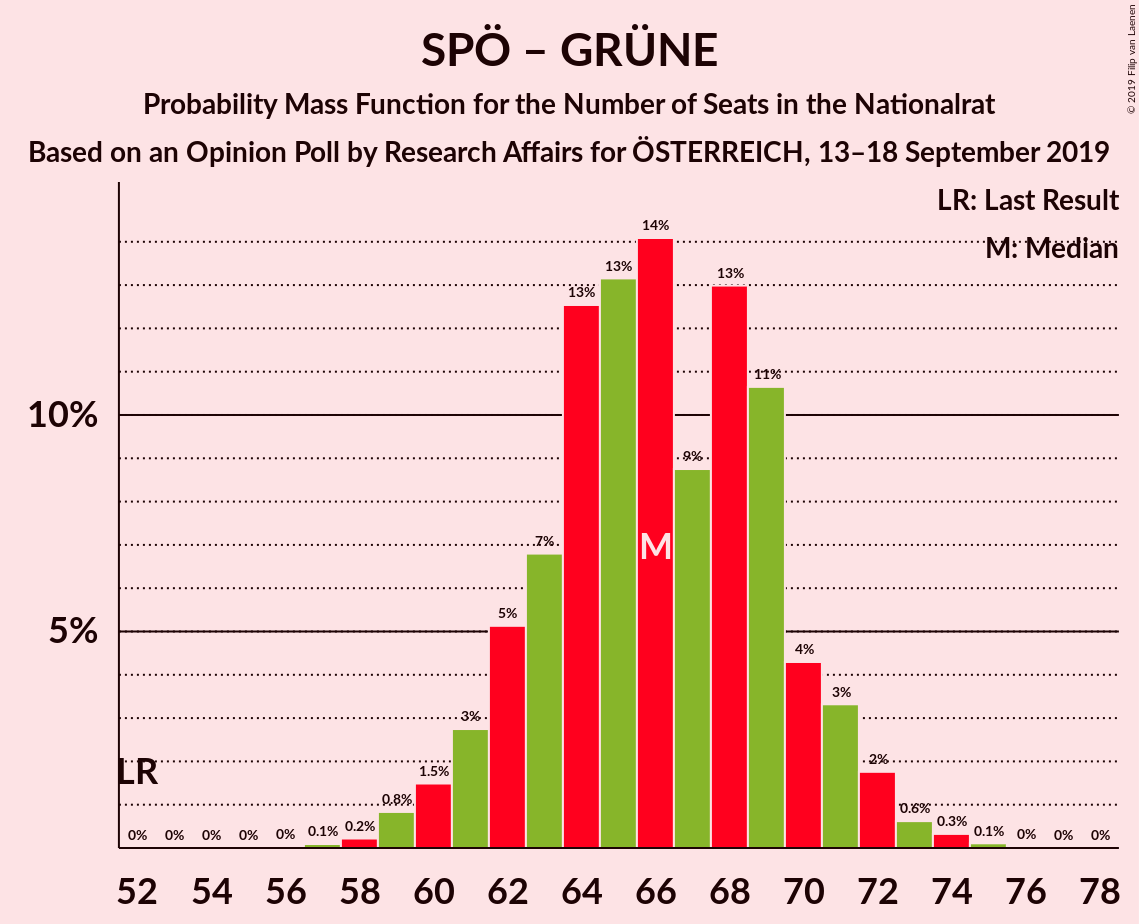 SPÖ – GRÜNE
Probability Mass Function for the Number of Seats in the Nationalrat
Based on an Opinion Poll by Research Affairs for ÖSTERREICH, 13–18 September 2019
© 2019 Filip van Laenen
LR: Last Result
M: Median
10%
5%
LR
M
0% 0% 0% 0% 0% 0.1% 0.2% 0.8% 1.5% 3% 5% 7% 13% 13% 14% 9% 13% 11% 4% 3% 2% 0.6% 0.3% 0.1% 0% 0% 0%
52 54 56 58 60 62 64 66 68 70 72 74 76 78